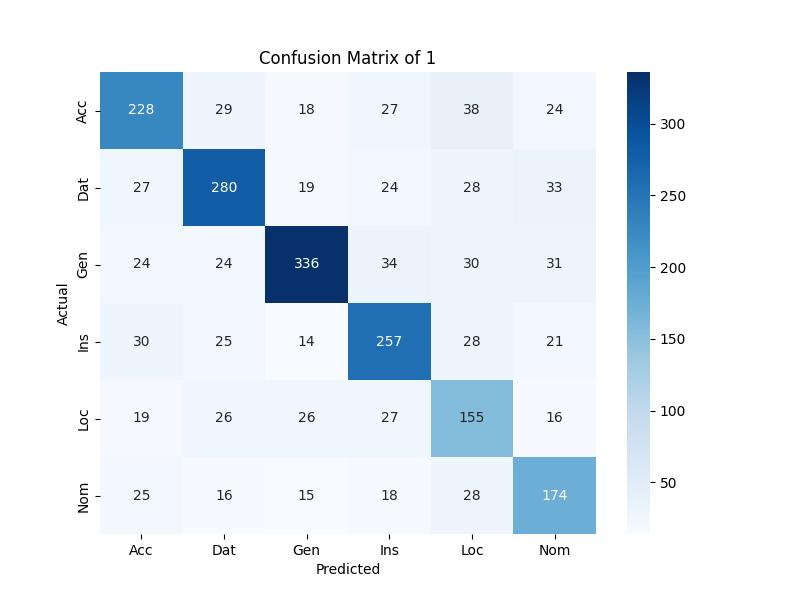 Confusion Matrix of 1
Actual
Acc 228 29 18 27 38 24
Dat 27 280 19 24 28 33
Gen 24 24 336 34 30 31
Ins 30 25 14 257 28 21
Loc 19 26 26 27 155 16
Nom 25 16 15 18 28 174
Acc Dat Gen Ins Loc Nom
Predicted
300
250
200
150
100
50